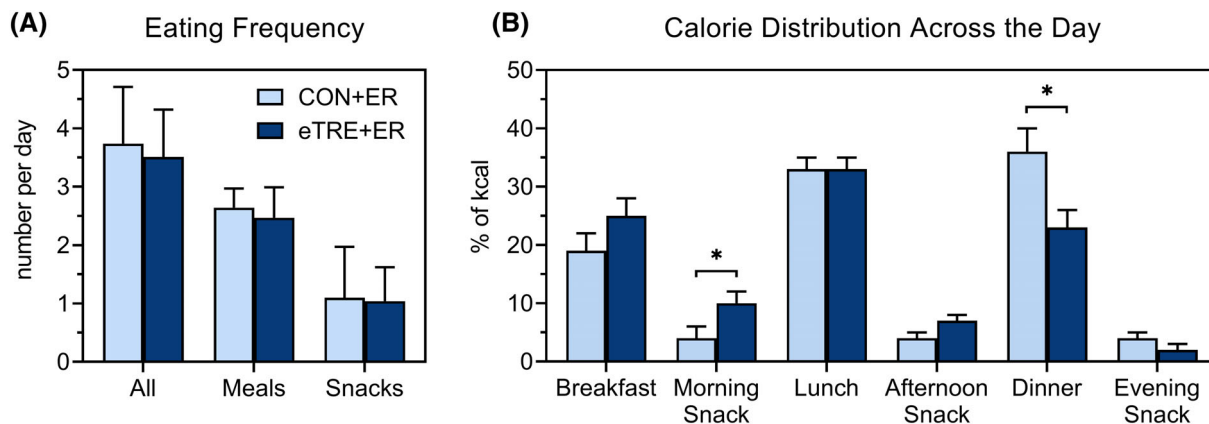 (A) Eating Frequency
number per day
5
4
3
2
1
0
CON+ER
eTRE+ER
All Meals Snacks
(B) Calorie Distribution Across the Day
% of kcal
50
40
30
20
10
0
*
*
Breakfast Morning Lunch Afternoon Dinner Evening
Snack Snack Snack